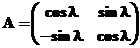 A = ( cos λ  sin λ
−sin λ  cos λ )